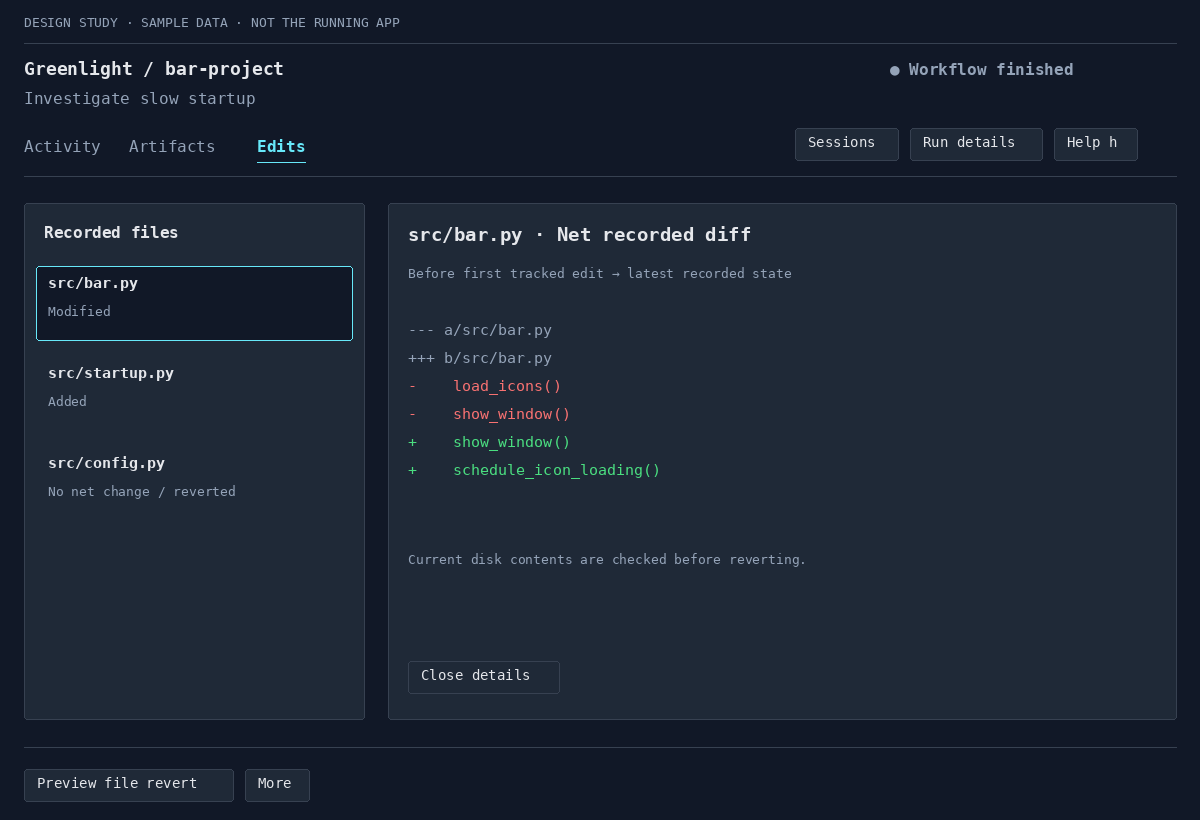 DESIGN STUDY · SAMPLE DATA · NOT THE RUNNING APP
Greenlight / bar-project
● Workflow finished
Investigate slow startup
Activity Artifacts Edits
Sessions Run details Help h
Recorded files
src/bar.py
Modified
src/startup.py
Added
src/config.py
No net change / reverted
src/bar.py · Net recorded diff
Before first tracked edit → latest recorded state
--- a/src/bar.py
+++ b/src/bar.py
-    load_icons()
-    show_window()
+    show_window()
+    schedule_icon_loading()
Current disk contents are checked before reverting.
Close details
Preview file revert More